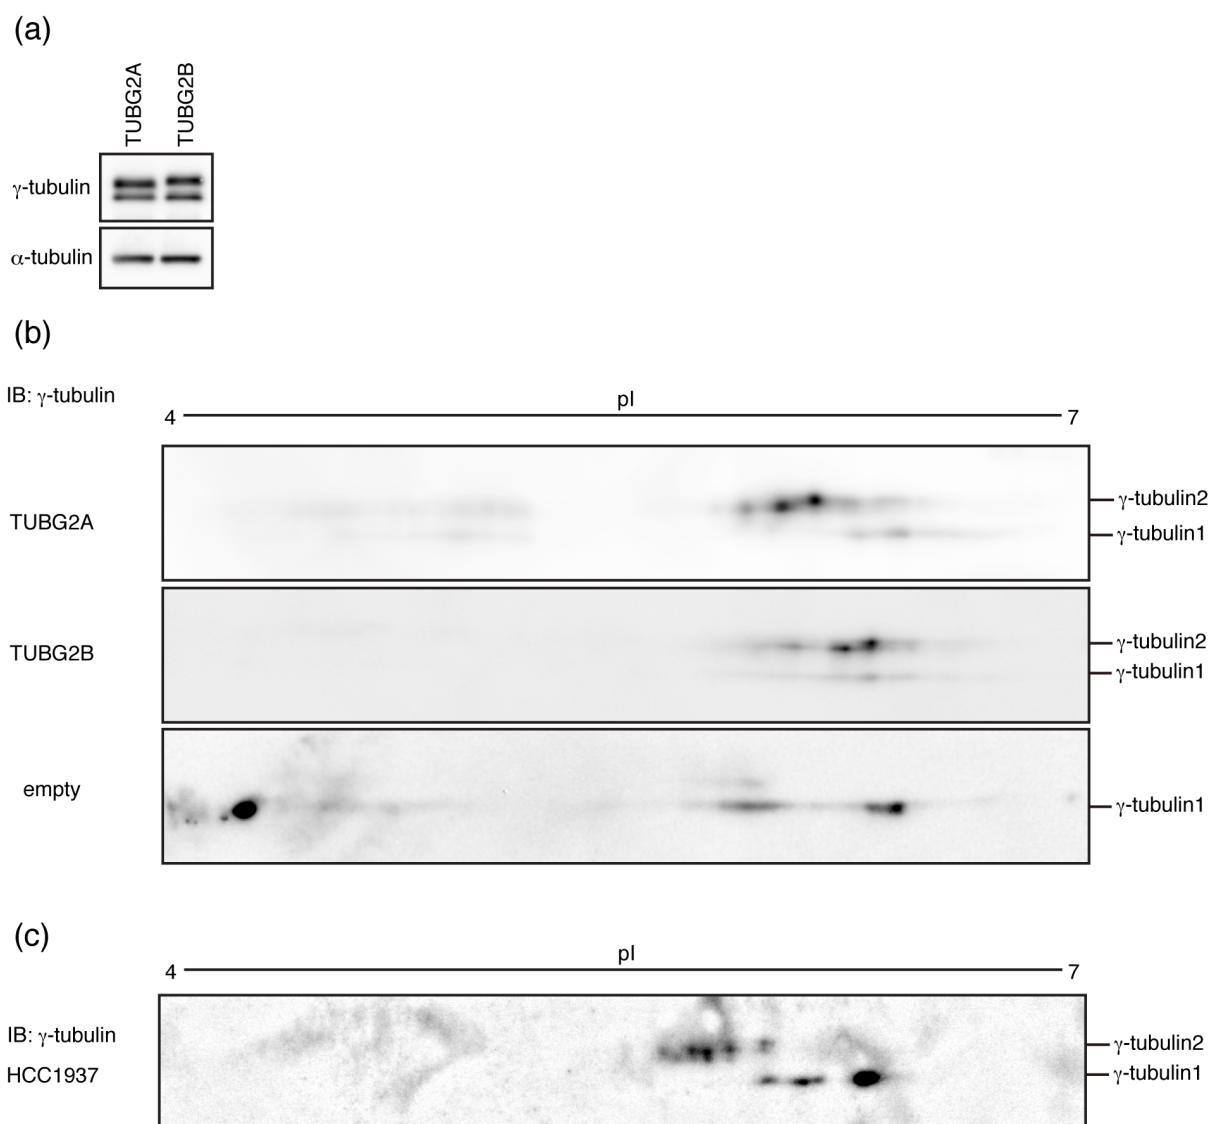 (a)
TUBG2A
TUBG2B
γ-tubulin
α-tubulin
(b)
IB: γ-tubulin
pI
4
7
TUBG2A
γ-tubulin2
γ-tubulin1
TUBG2B
γ-tubulin2
γ-tubulin1
empty
γ-tubulin1
(c)
pI
4
7
IB: γ-tubulin
HCC1937
γ-tubulin2
γ-tubulin1